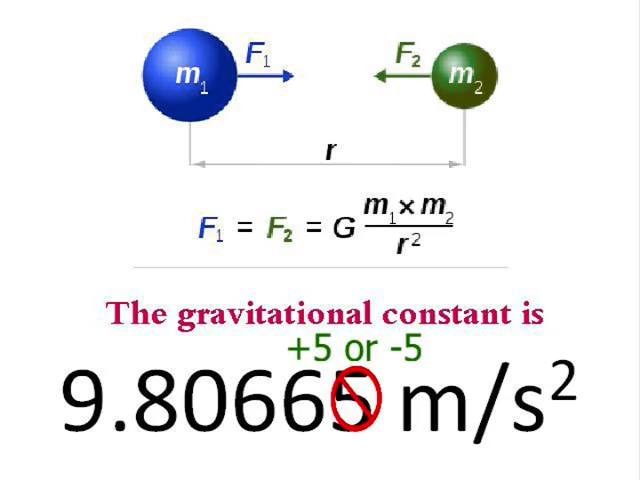 F₁ F₂
m₁ m₂
r
F₁ = F₂ = G m₁ × m₂ / r²
The gravitational constant is
+5 or -5
9.80665 m/s²